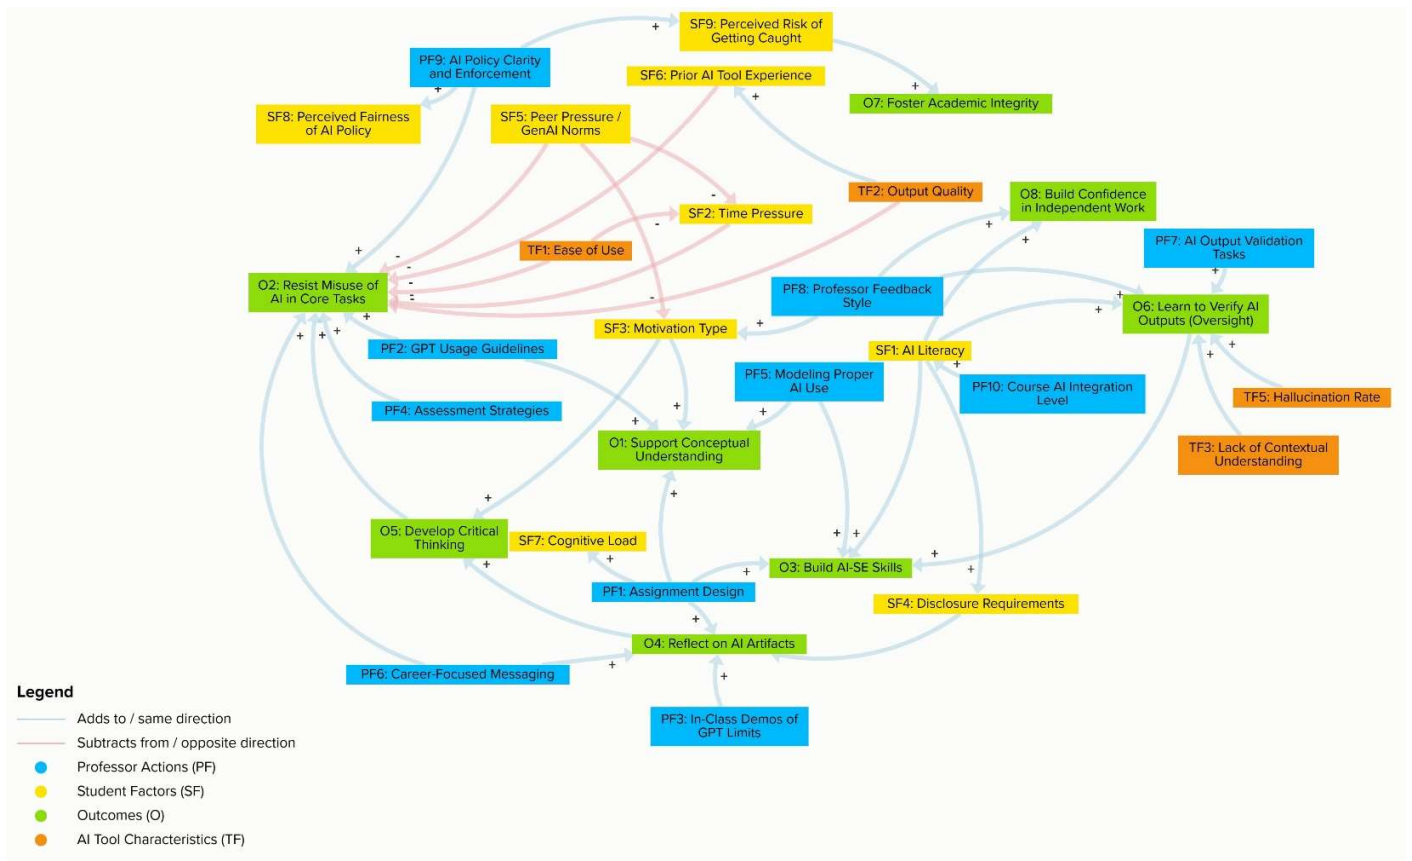 SF9: Perceived Risk of
Getting Caught
+
PF9: AI Policy Clarity
and Enforcement
SF6: Prior AI Tool Experience
+
+
+
O7: Foster Academic Integrity
SF8: Perceived Fairness
of AI Policy
SF5: Peer Pressure /
GenAI Norms
TF2: Output Quality
O8: Build Confidence
in Independent Work
-
SF2: Time Pressure
-
+
+
PF7: AI Output Validation
Tasks
+
TF1: Ease of Use
+
-
-
-
-
-
-
O2: Resist Misuse of
AI in Core Tasks
PF8: Professor Feedback
Style
+
+
O6: Learn to Verify AI
Outputs (Oversight)
+
+
+
+
SF3: Motivation Type
+
PF2: GPT Usage Guidelines
SF1: AI Literacy
+
+
+
PF5: Modeling Proper
AI Use
PF10: Course AI Integration
Level
TF5: Hallucination Rate
PF4: Assessment Strategies
+
+
+
O1: Support Conceptual
Understanding
TF3: Lack of Contextual
Understanding
+
+
O5: Develop Critical
Thinking
SF7: Cognitive Load
+
+
+
+
+
O3: Build AI-SE Skills
+
+
PF1: Assignment Design
SF4: Disclosure Requirements
+
O4: Reflect on AI Artifacts
PF6: Career-Focused Messaging
+
+
PF3: In-Class Demos of
GPT Limits
Legend
Adds to / same direction
Subtracts from / opposite direction
Professor Actions (PF)
Student Factors (SF)
Outcomes (O)
AI Tool Characteristics (TF)